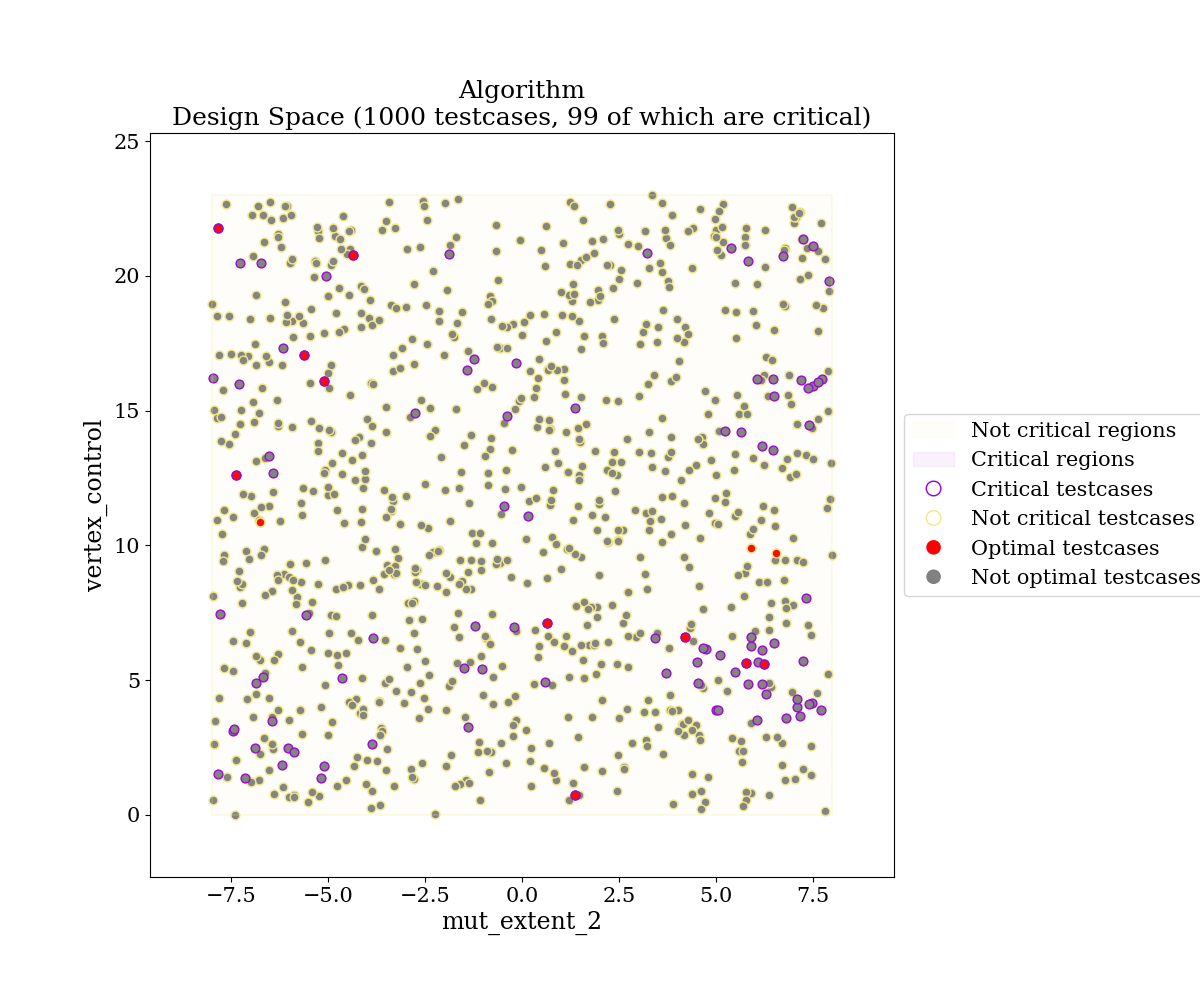 Algorithm
Design Space (1000 testcases, 99 of which are critical)
25
20
15
10
5
0
vertex_control
−7.5 −5.0 −2.5 0.0 2.5 5.0 7.5
mut_extent_2
Not critical regions
Critical regions
Critical testcases
Not critical testcases
Optimal testcases
Not optimal testcases